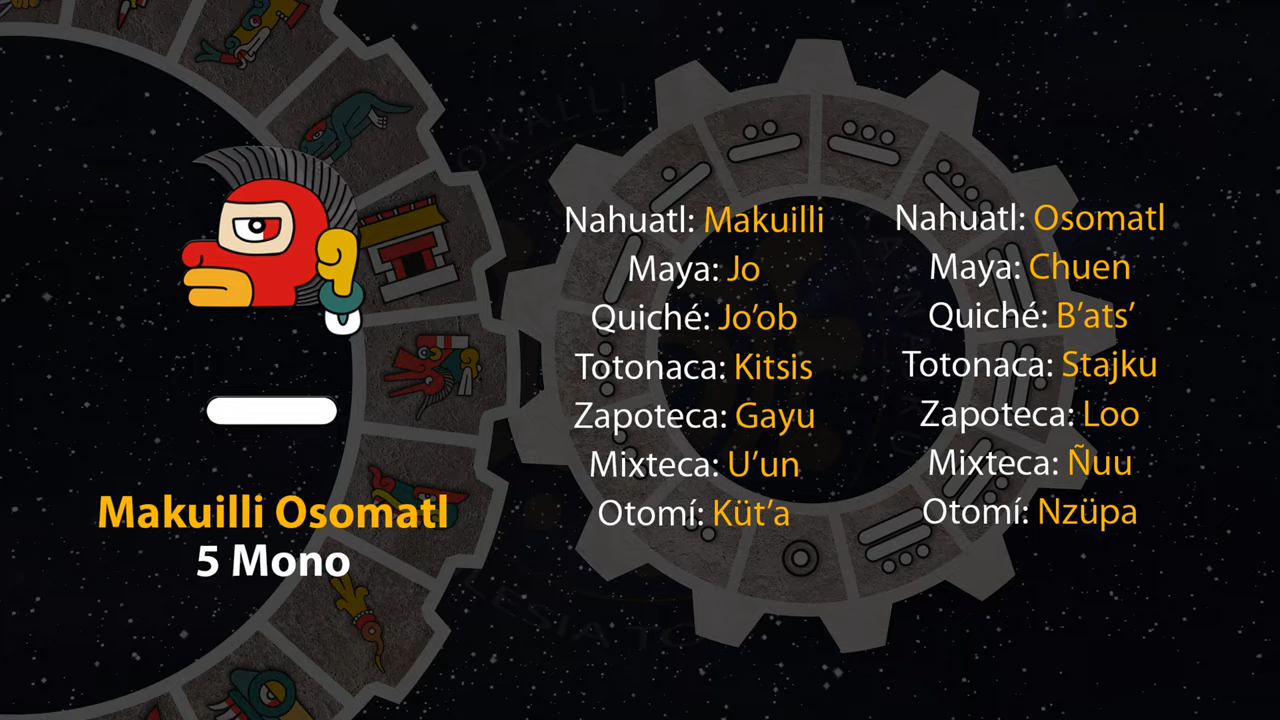 Makuilli Osomatl
5 Mono
Nahuatl: Makuilli
Maya: Jo
Quiché: Jo’ob
Totonaca: Kitsis
Zapoteca: Gayu
Mixteca: U’un
Otomí: Küt’a
Nahuatl: Osomatl
Maya: Chuen
Quiché: B’ats’
Totonaca: Stajku
Zapoteca: Loo
Mixteca: Ñuu
Otomí: Nzüpa